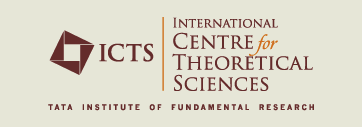 ICTS
INTERNATIONAL
CENTRE for
THEORETICAL
SCIENCES
TATA INSTITUTE OF FUNDAMENTAL RESEARCH